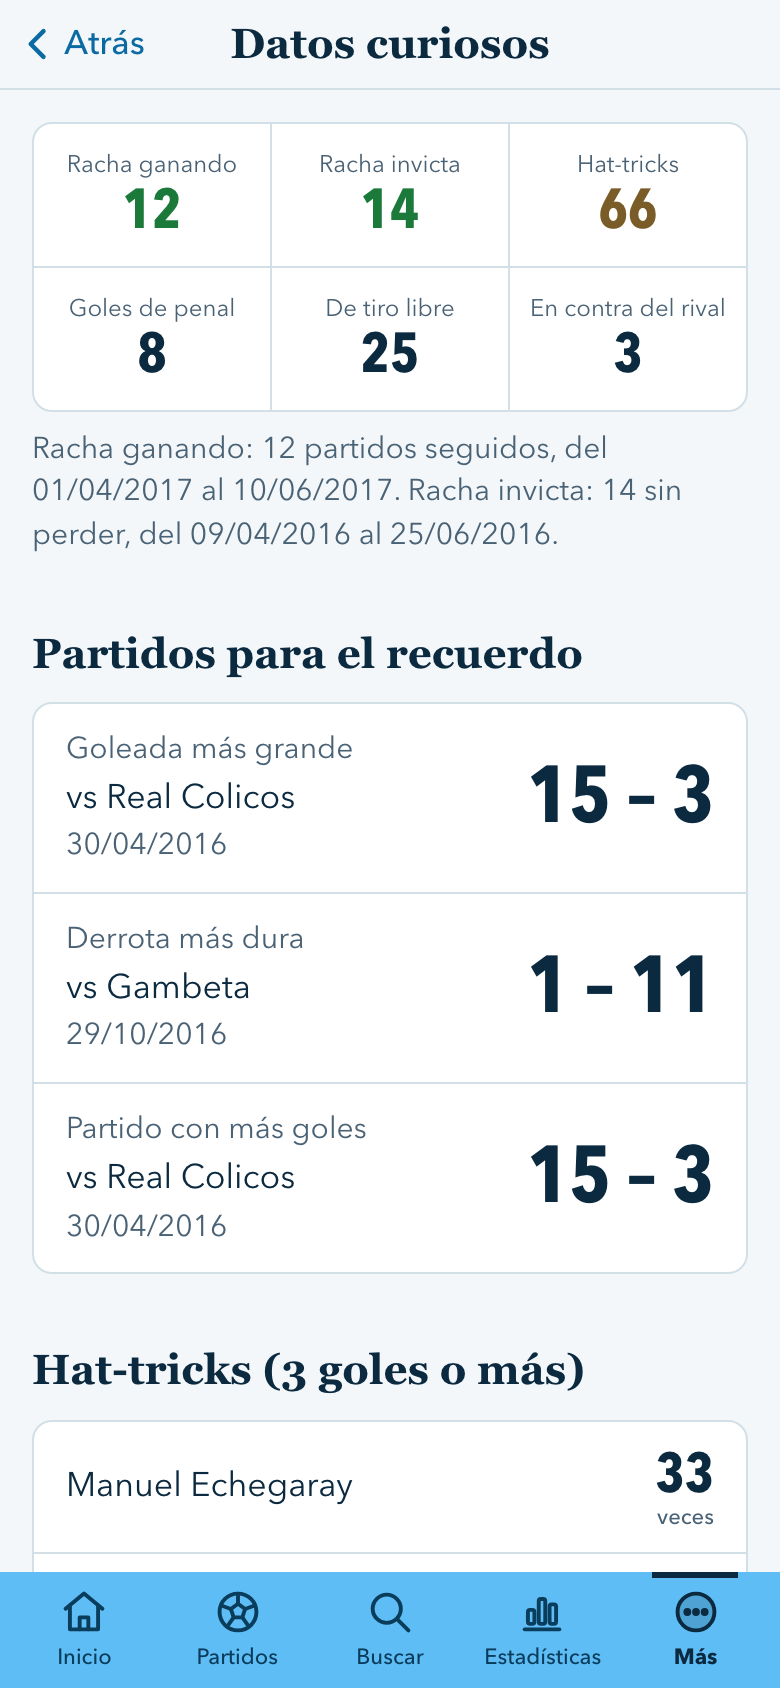 Atrás
Datos curiosos
Racha ganando
12
Racha invicta
14
Hat-tricks
66
Goles de penal
8
De tiro libre
25
En contra del rival
3
Racha ganando: 12 partidos seguidos, del
01/04/2017 al 10/06/2017. Racha invicta: 14 sin
perder, del 09/04/2016 al 25/06/2016.
Partidos para el recuerdo
Goleada más grande
vs Real Colicos
30/04/2016
15 – 3
Derrota más dura
vs Gambeta
29/10/2016
1 – 11
Partido con más goles
vs Real Colicos
30/04/2016
15 – 3
Hat-tricks (3 goles o más)
Manuel Echegaray
33
veces
Inicio
Partidos
Buscar
Estadísticas
Más